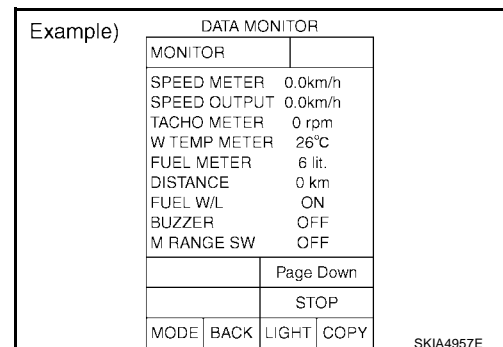 Example)
DATA MONITOR
MONITOR
SPEED METER 0.0km/h
SPEED OUTPUT 0.0km/h
TACHO METER 0 rpm
W TEMP METER 26°C
FUEL METER 6 lit.
DISTANCE 0 km
FUEL W/L ON
BUZZER OFF
M RANGE SW OFF
Page Down
STOP
MODE BACK LIGHT COPY
SKIA4957E